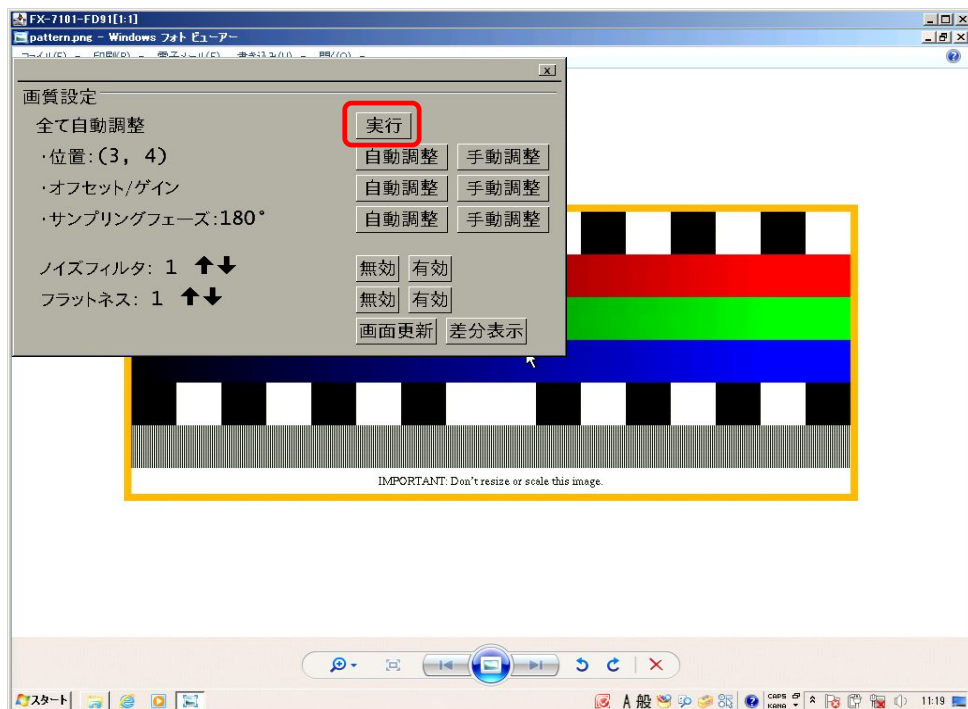 FX-7101-FD91[1:1]
pattern.png - Windows フォト ビューアー
画質設定
全て自動調整 実行
・位置:(3, 4) 自動調整 手動調整
・オフセット/ゲイン 自動調整 手動調整
・サンプリングフェーズ:180° 自動調整 手動調整
ノイズフィルタ: 1 ↑↓ 無効 有効
フラットネス: 1 ↑↓ 無効 有効
画面更新 差分表示
IMPORTANT: Don't resize or scale this image.
スタート A 般 CAPS KANA 11:19